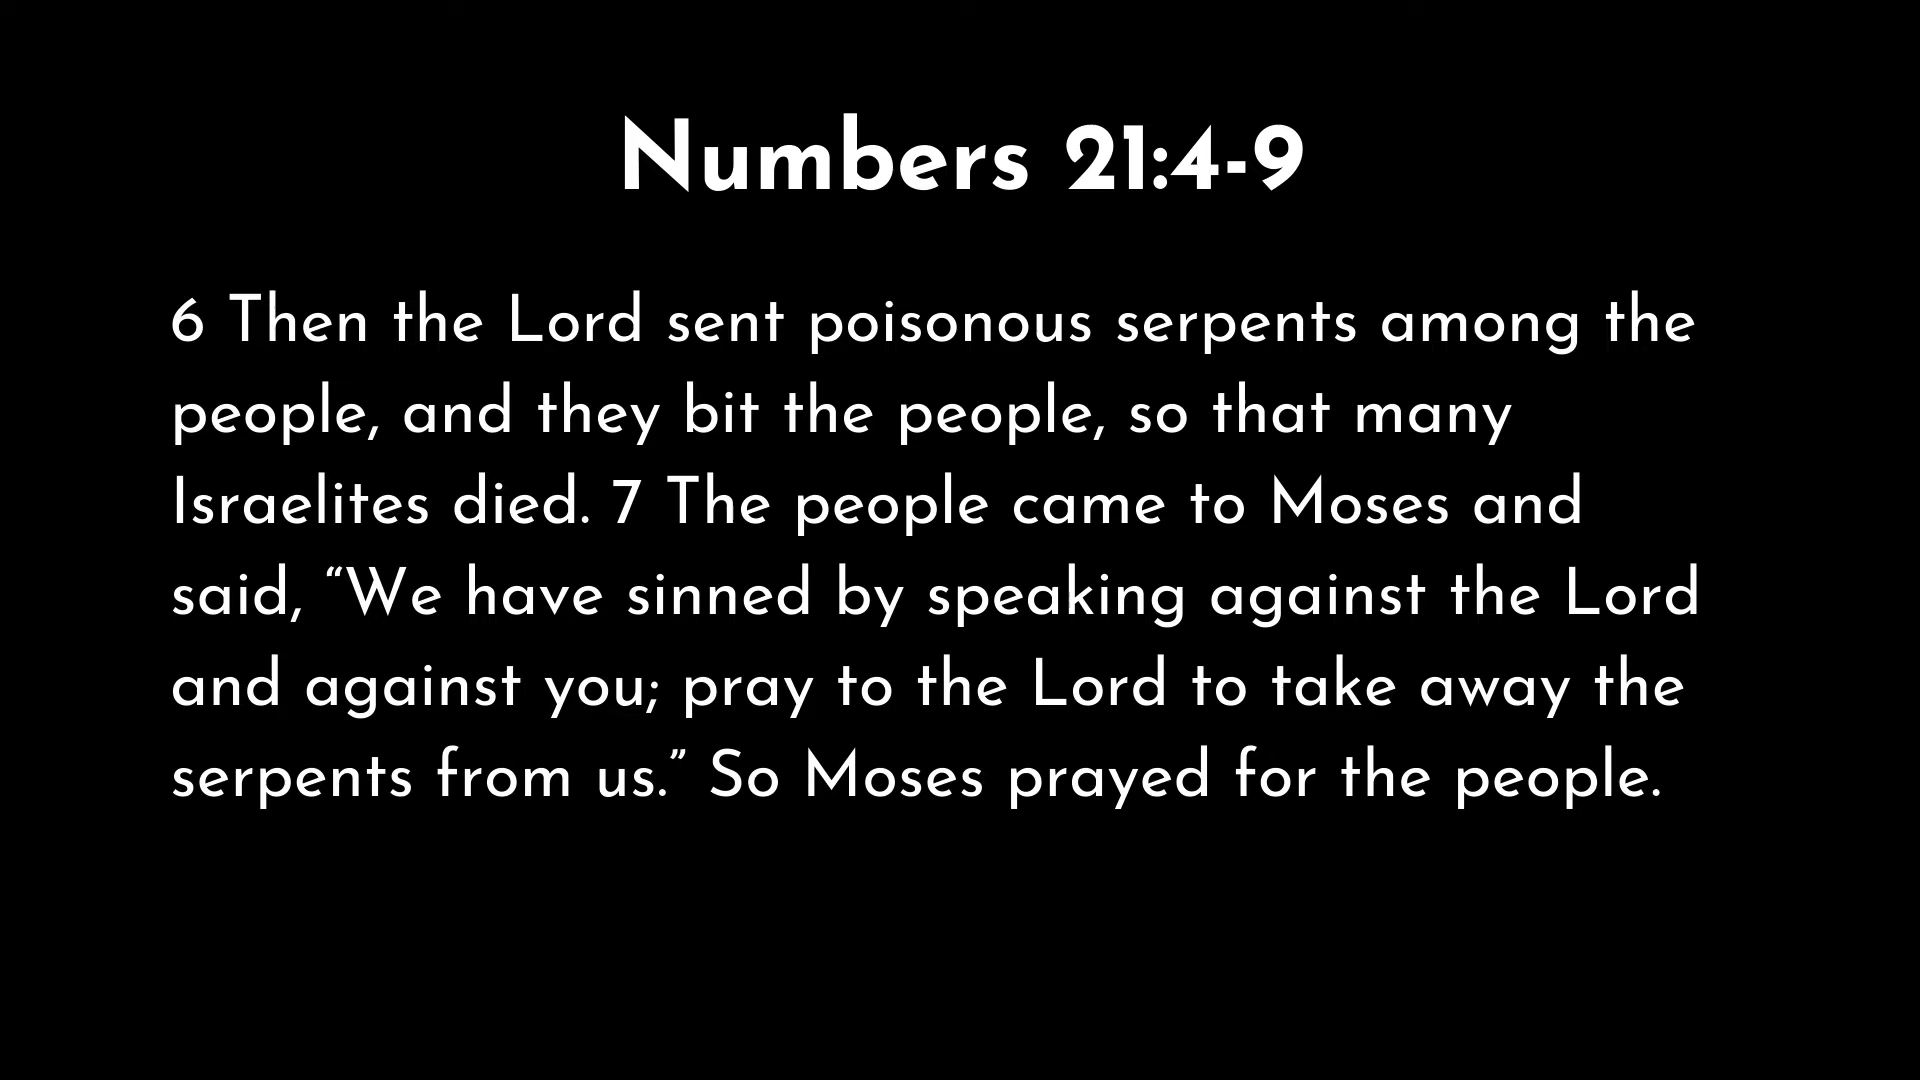 Numbers 21:4-9
6 Then the Lord sent poisonous serpents among the
people, and they bit the people, so that many
Israelites died. 7 The people came to Moses and
said, “We have sinned by speaking against the Lord
and against you; pray to the Lord to take away the
serpents from us.” So Moses prayed for the people.